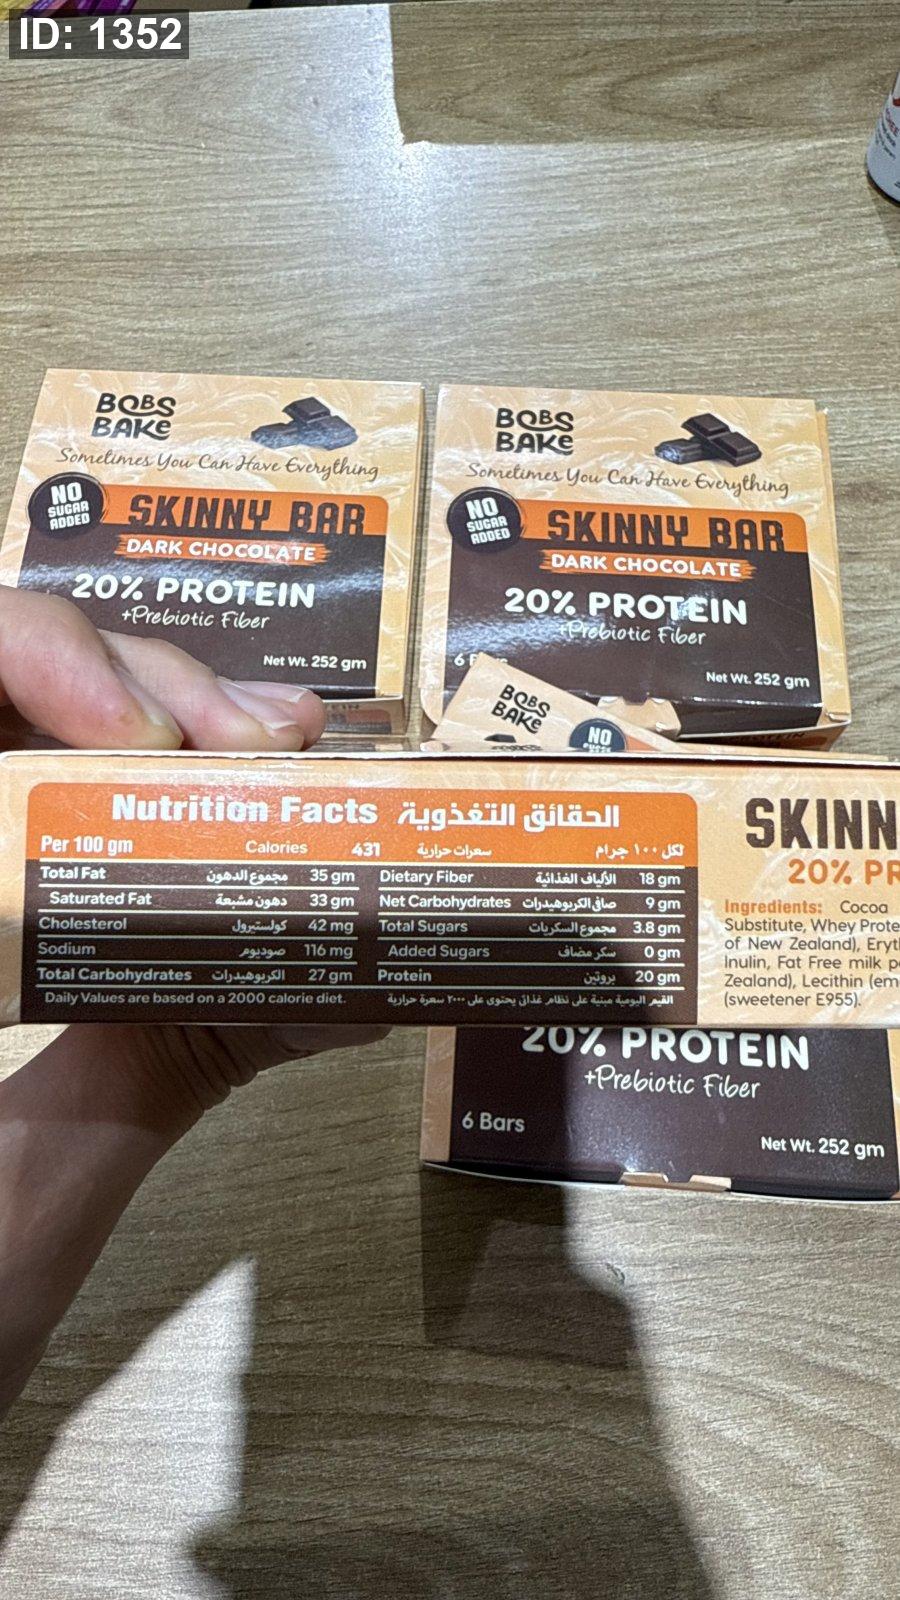 ID: 1352
BOBS
BAKE
Sometimes You Can Have Everything
NO
SUGAR
ADDED
SKINNY BAR
DARK CHOCOLATE
20% PROTEIN
+Prebiotic Fiber
Net Wt. 252 gm
BOBS
BAKE
Sometimes You Can Have Everything
NO
SUGAR
ADDED
SKINNY BAR
DARK CHOCOLATE
20% PROTEIN
+Prebiotic Fiber
6
Net Wt. 252 gm
BOBS
BAKE
NO
Nutrition Facts الحقائق التغذوية
Per 100 gm Calories 431 سعرات حرارية لكل ١٠٠ جرام
Total Fat مجموع الدهون 35 gm
Saturated Fat دهون مشبعة 33 gm
Cholesterol كولستيرول 42 mg
Sodium صوديوم 116 mg
Total Carbohydrates الكربوهيدرات 27 gm
Dietary Fiber الألياف الغذائية 18 gm
Net Carbohydrates صافى الكربوهيدرات 9 gm
Total Sugars مجموع السكريات 3.8 gm
Added Sugars سكر مضاف 0 gm
Protein بروتين 20 gm
Daily Values are based on a 2000 calorie diet. القيم اليومية مبنية على نظام غذائى يحتوى على ٢٠٠٠ سعرة حرارية
SKINN
20% PR
Ingredients: Cocoa
Substitute, Whey Prote
of New Zealand), Eryt
Inulin, Fat Free milk p
Zealand), Lecithin (em
(sweetener E955).
20% PROTEIN
+Prebiotic Fiber
6 Bars
Net Wt. 252 gm